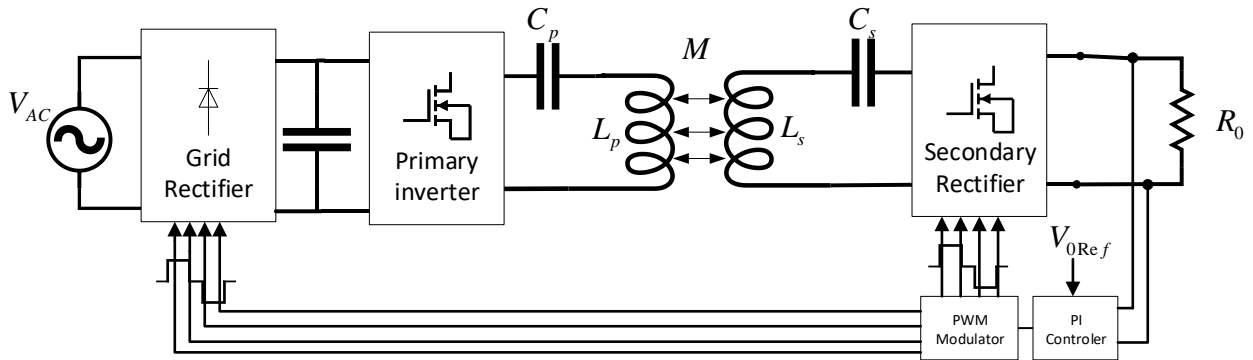 V_AC
Grid
Rectifier
Primary
inverter
C_p
L_p
M
L_s
C_s
Secondary
Rectifier
R_0
V_0Ref
PWM
Modulator
PI
Controler